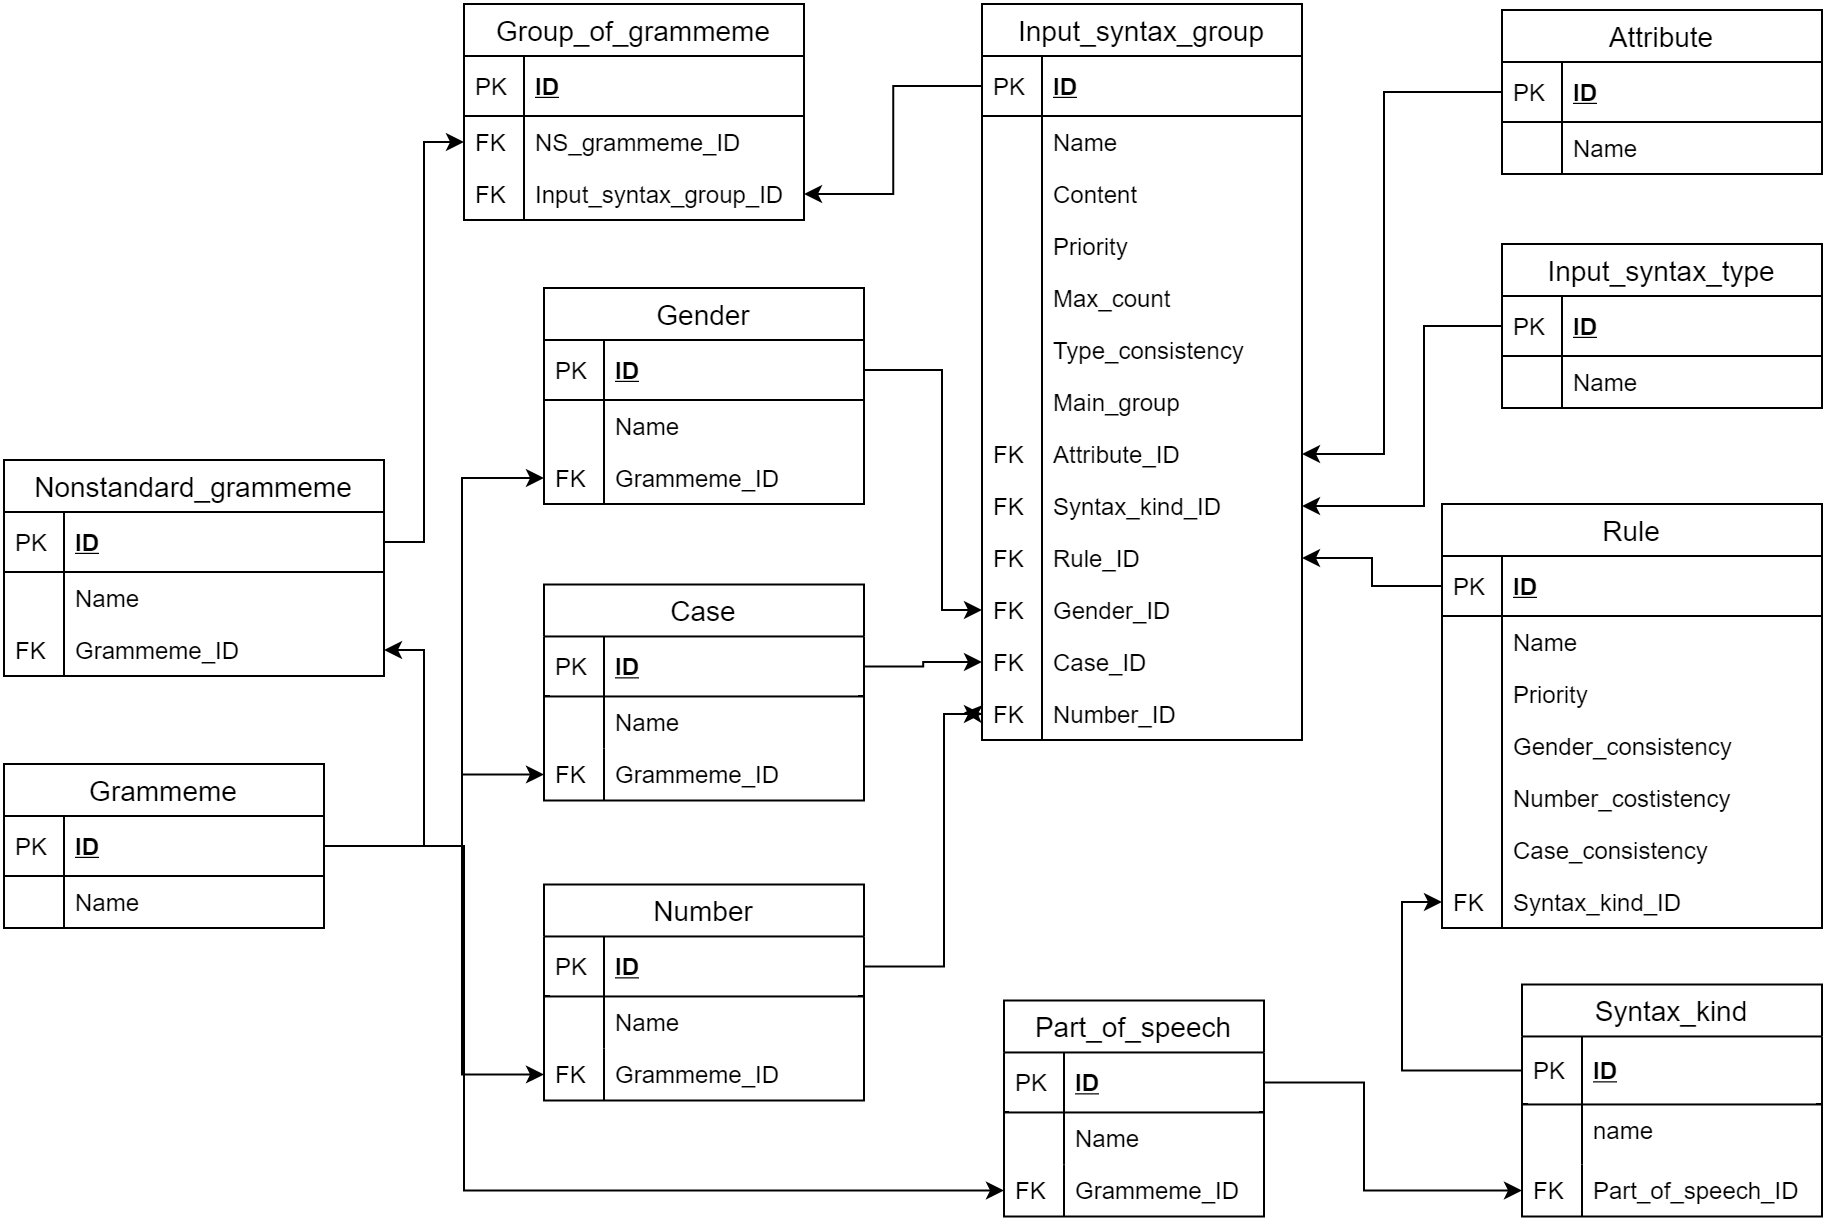 Group_of_grammeme
PK ID
FK NS_grammeme_ID
FK Input_syntax_group_ID
Input_syntax_group
PK ID
Name
Content
Priority
Max_count
Type_consistency
Main_group
FK Attribute_ID
FK Syntax_kind_ID
FK Rule_ID
FK Gender_ID
FK Case_ID
FK Number_ID
Attribute
PK ID
Name
Input_syntax_type
PK ID
Name
Gender
PK ID
Name
FK Grammeme_ID
Nonstandard_grammeme
PK ID
Name
FK Grammeme_ID
Case
PK ID
Name
FK Grammeme_ID
Rule
PK ID
Name
Priority
Gender_consistency
Number_costistency
Case_consistency
FK Syntax_kind_ID
Grammeme
PK ID
Name
Number
PK ID
Name
FK Grammeme_ID
Part_of_speech
PK ID
Name
FK Grammeme_ID
Syntax_kind
PK ID
name
FK Part_of_speech_ID